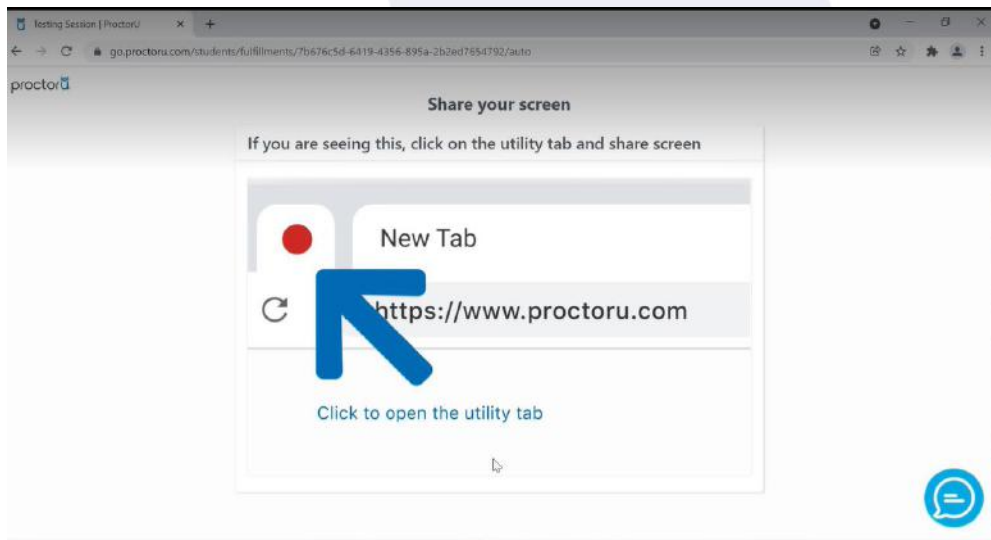 Testing Session | ProctorU
go.proctoru.com/students/fulfillments/7b676c5d-6419-4356-895a-2b2ed7654792/auto
proctoru
Share your screen
If you are seeing this, click on the utility tab and share screen
New Tab
https://www.proctoru.com
Click to open the utility tab